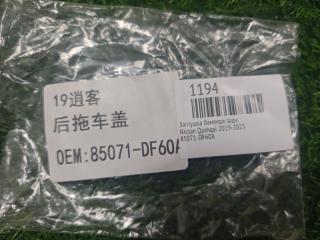 19逍客
后拖车盖
OEM:85071-DF60A
1194
Заглушка бампера задн.
Nissan Qashqai 2019-2023
85071-DF60A